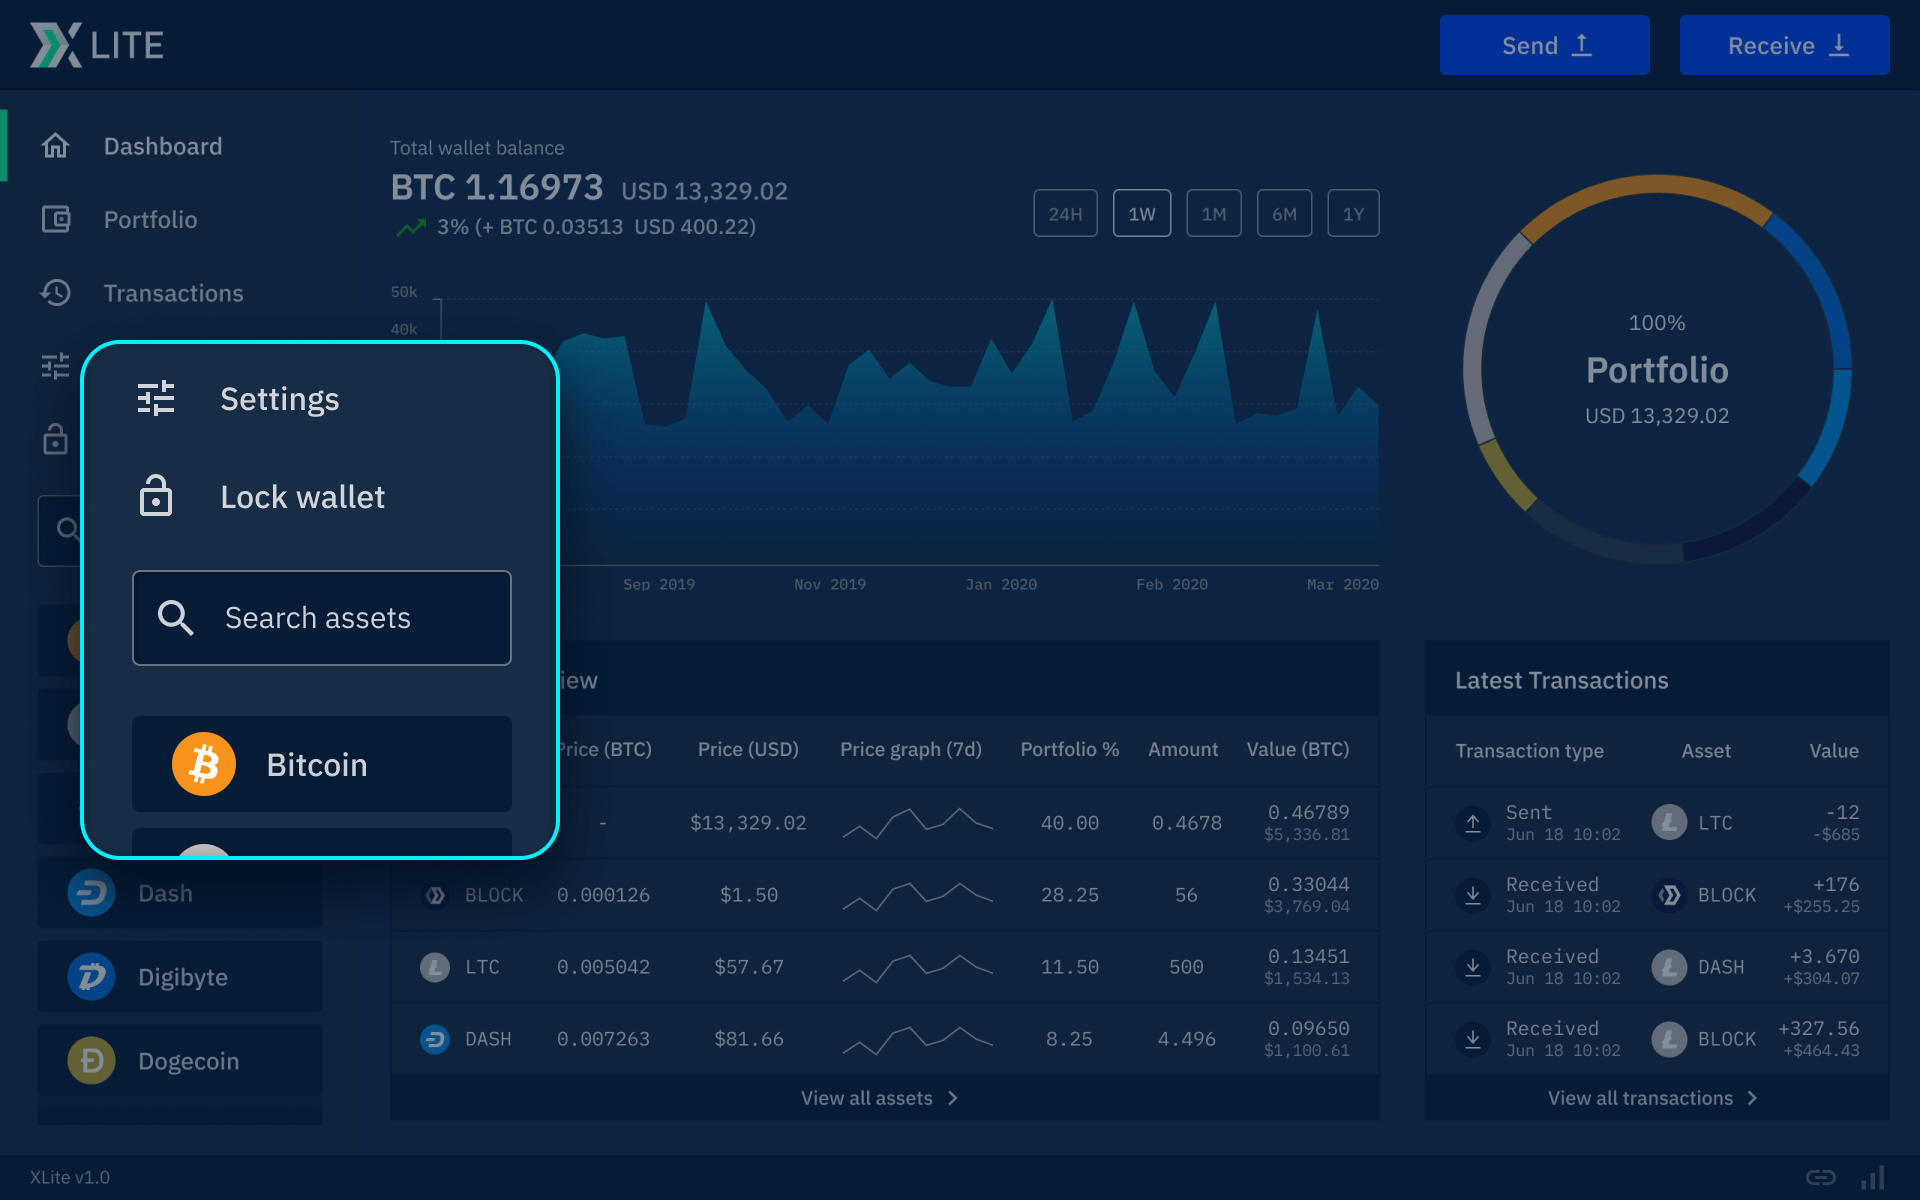 XLITE
Send
Receive
Dashboard
Portfolio
Transactions
Settings
Lock wallet
Search assets
Bitcoin
Dash
Digibyte
Dogecoin
Total wallet balance
BTC 1.16973 USD 13,329.02
3% (+ BTC 0.03513 USD 400.22)
24H 1W 1M 6M 1Y
50k
40k
Sep 2019 Nov 2019 Jan 2020 Feb 2020 Mar 2020
100%
Portfolio
USD 13,329.02
Price (BTC) Price (USD) Price graph (7d) Portfolio % Amount Value (BTC)
- $13,329.02 40.00 0.4678 0.46789
$5,336.81
BLOCK 0.000126 $1.50 28.25 56 0.33044
$3,769.04
LTC 0.005042 $57.67 11.50 500 0.13451
$1,534.13
DASH 0.007263 $81.66 8.25 4.496 0.09650
$1,100.61
View all assets
Latest Transactions
Transaction type Asset Value
Sent LTC -12
Jun 18 10:02 -$685
Received BLOCK +176
Jun 18 10:02 +$255.25
Received DASH +3.670
Jun 18 10:02 +$304.07
Received BLOCK +327.56
Jun 18 10:02 +$464.43
View all transactions
XLite v1.0